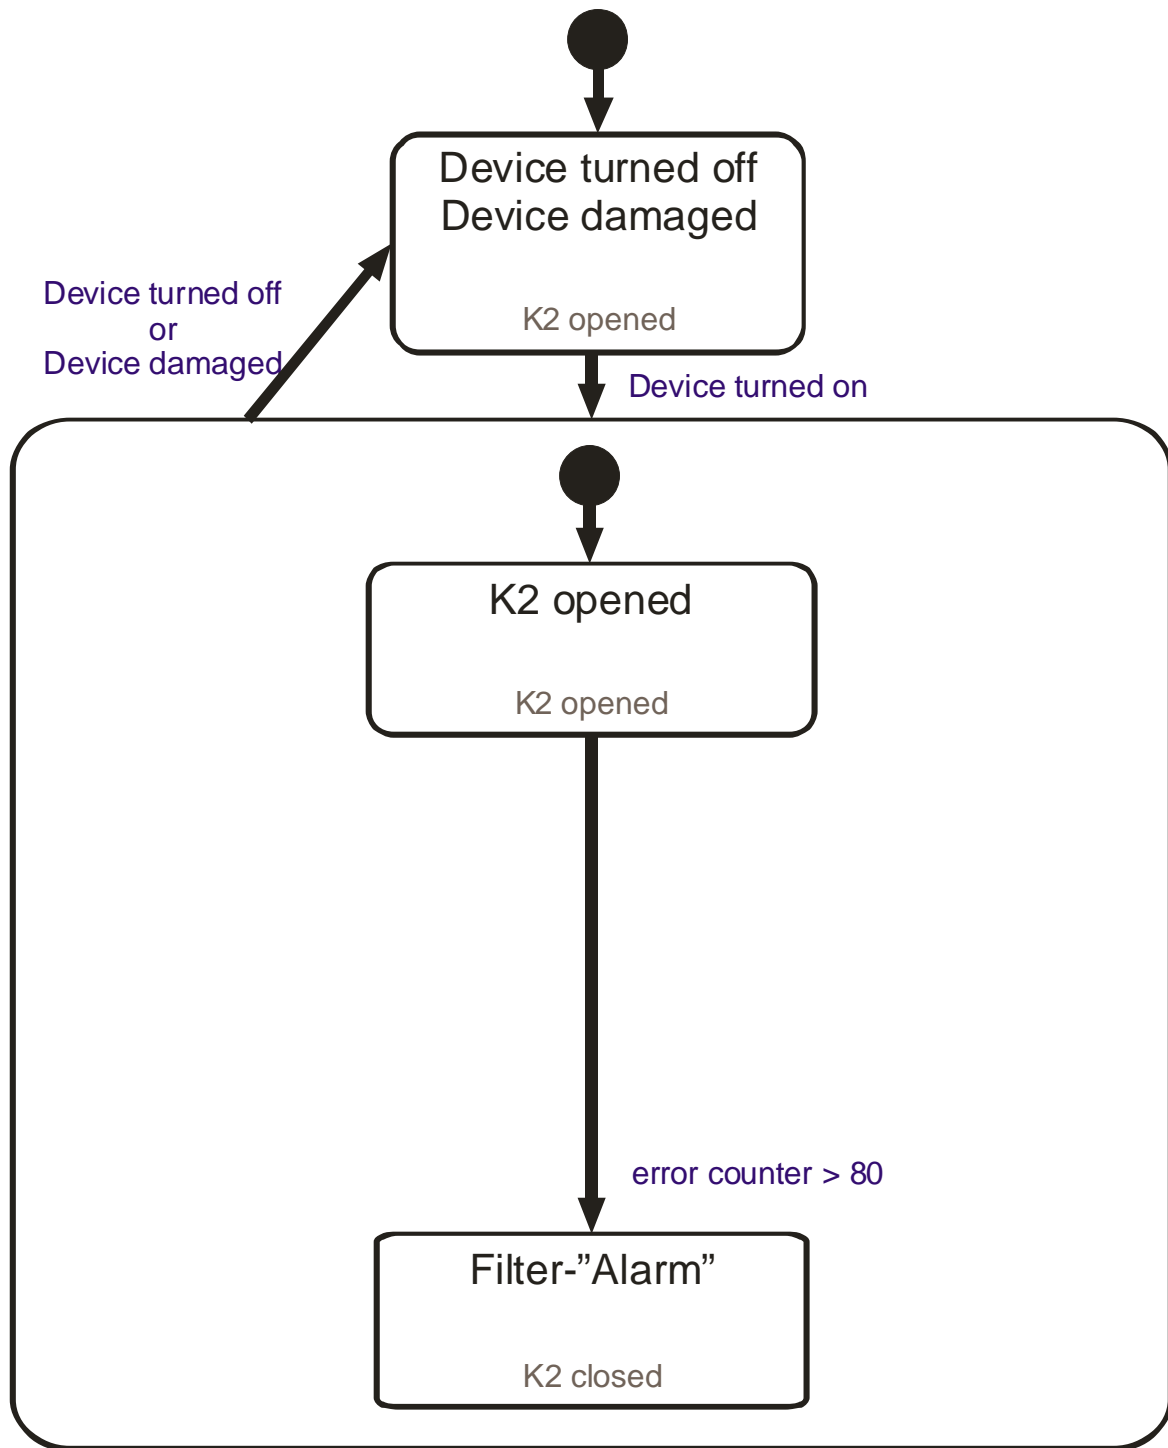 Device turned off
Device damaged
K2 opened
Device turned off
or
Device damaged
Device turned on
K2 opened
K2 opened
error counter > 80
Filter-”Alarm”
K2 closed